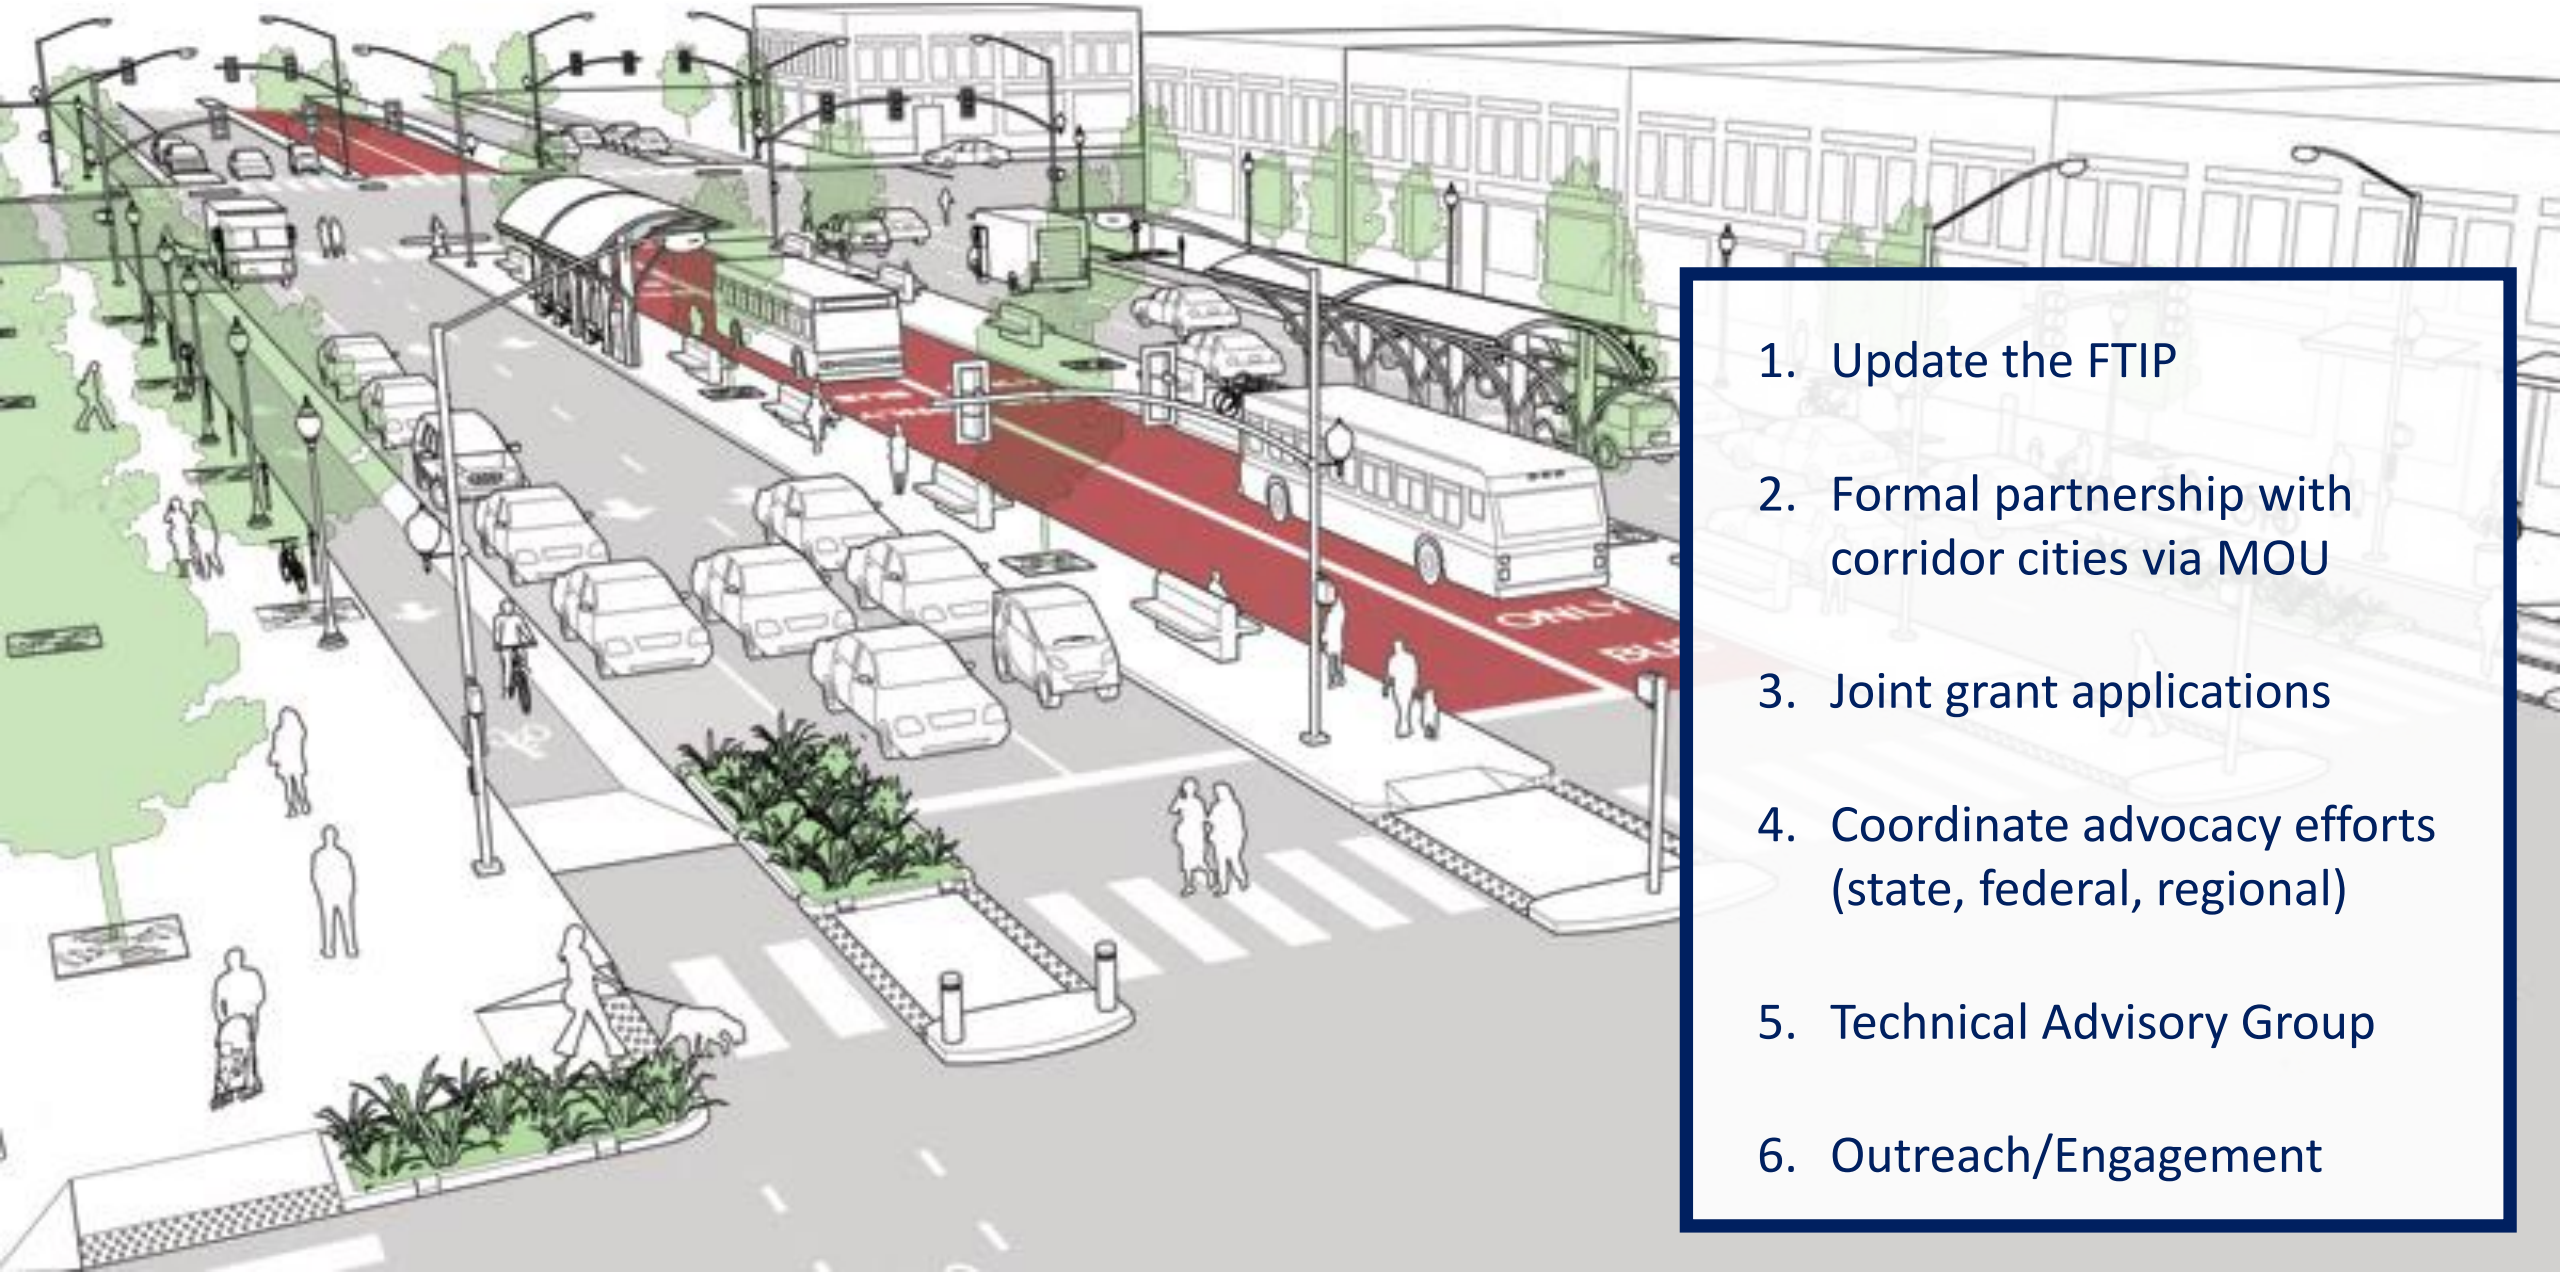 1. Update the FTIP
2. Formal partnership with
corridor cities via MOU
3. Joint grant applications
4. Coordinate advocacy efforts
(state, federal, regional)
5. Technical Advisory Group
6. Outreach/Engagement
ONLY
BUS